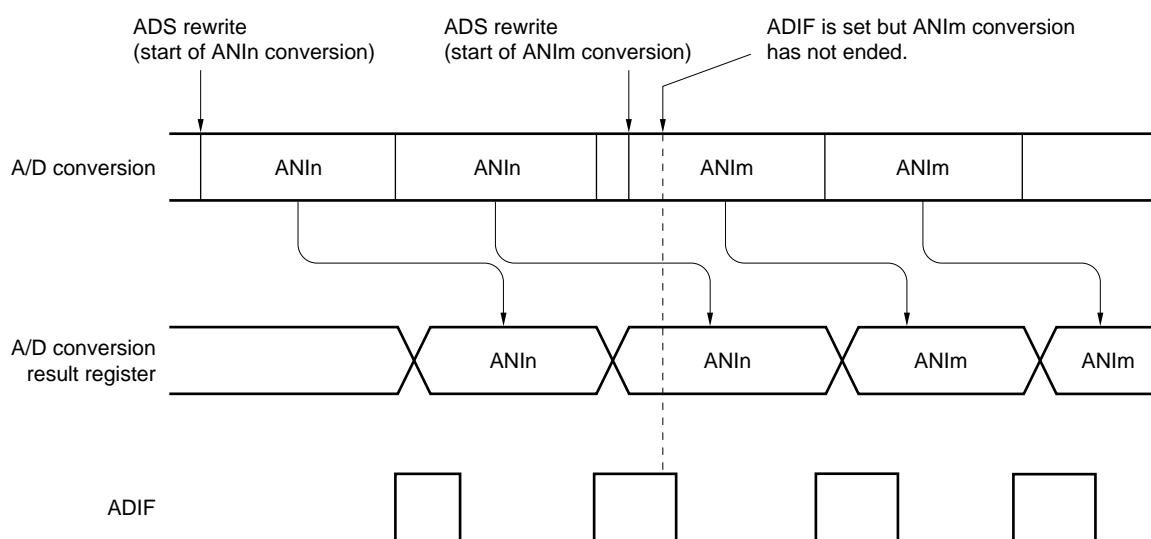 ADS rewrite
(start of ANIn conversion)
ADS rewrite
(start of ANIm conversion)
ADIF is set but ANIm conversion
has not ended.
A/D conversion
ANIn
ANIn
ANIm
ANIm
A/D conversion
result register
ANIn
ANIn
ANIm
ANIm
ADIF